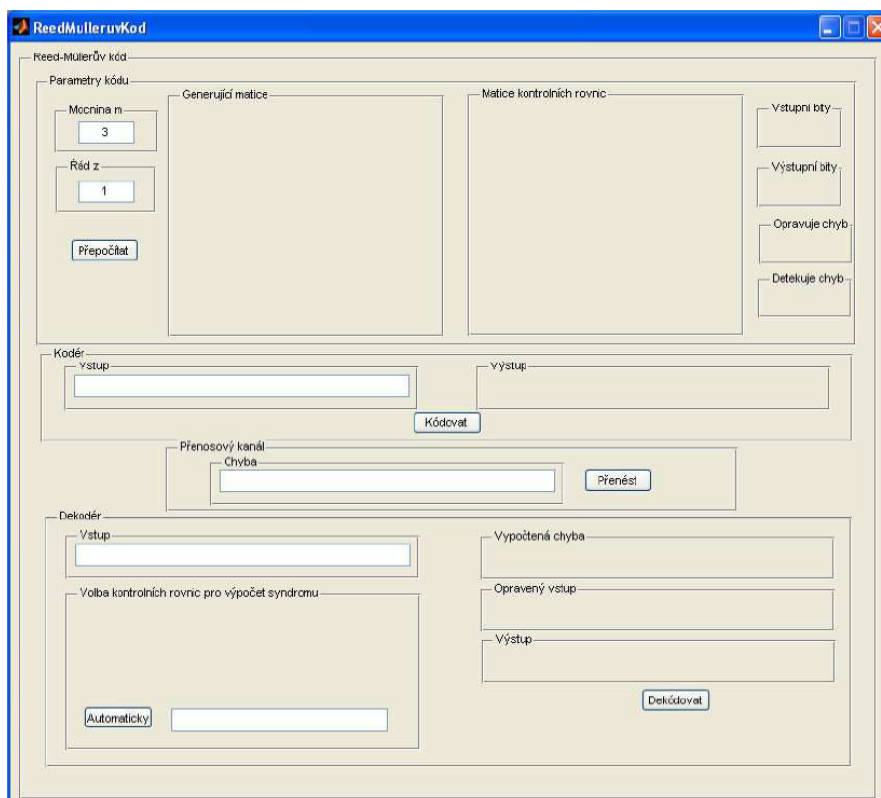 ReedMulleruvKod
Reed-Müllerův kód
Parametry kódu
Mocnina m
3
Řád z
1
Přepočítat
Generující matice
Matice kontrolních rovnic
Vstupní bity
Výstupní bity
Opravuje chyb
Detekuje chyb
Kodér
Vstup
Výstup
Kódovat
Přenosový kanál
Chyba
Přenést
Dekodér
Vstup
Volba kontrolních rovnic pro výpočet syndromu
Automaticky
Vypočtená chyba
Opravený vstup
Výstup
Dekódovat